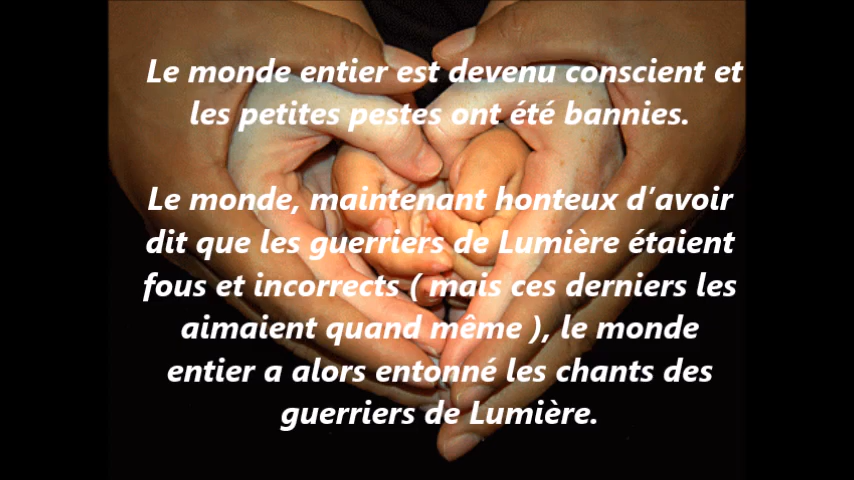 Le monde entier est devenu conscient et
les petites pestes ont été bannies.
Le monde, maintenant honteux d’avoir
dit que les guerriers de Lumière étaient
fous et incorrects ( mais ces derniers les
aimaient quand même ), le monde
entier a alors entonné les chants des
guerriers de Lumière.